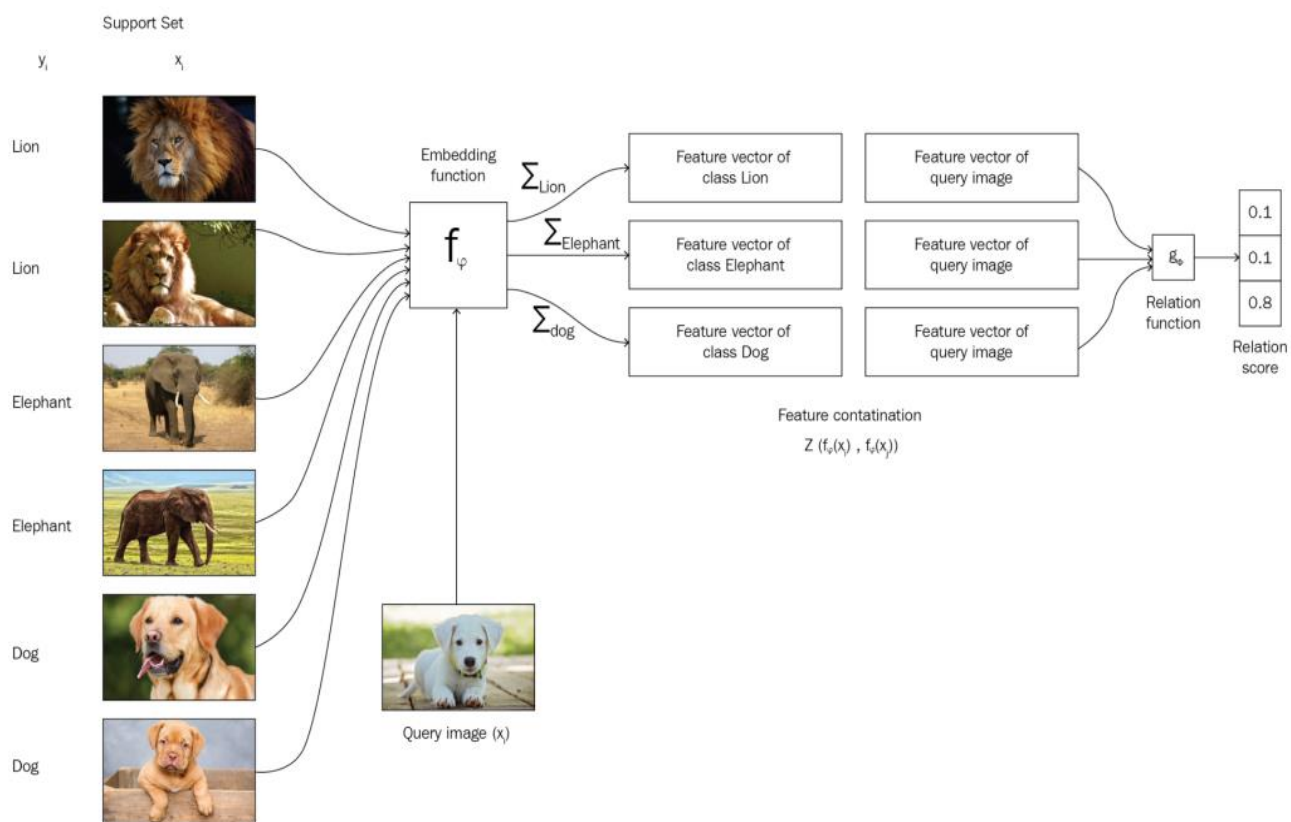 Support Set
yᵢ
xᵢ
Lion
Lion
Elephant
Elephant
Dog
Dog
Embedding
function
fφ
∑Lion
∑Elephant
∑dog
Feature vector of
class Lion
Feature vector of
class Elephant
Feature vector of
class Dog
Feature vector of
query image
Feature vector of
query image
Feature vector of
query image
Feature contatination
Z (fφ(xᵢ) , fφ(xⱼ))
gΦ
Relation
function
0.1
0.1
0.8
Relation
score
Query image (xⱼ)